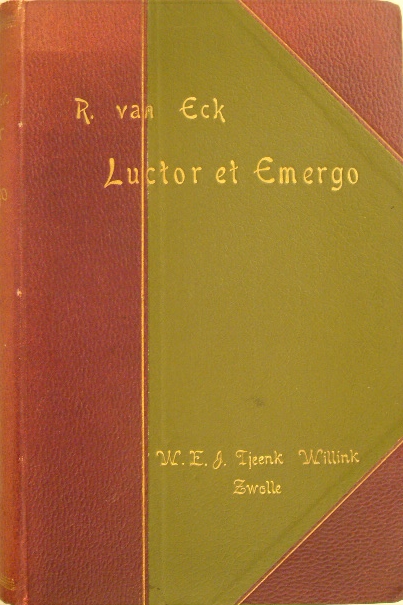 R. van Eck
Luctor et Emergo
W. E. J. Tjeenk Willink
Zwolle